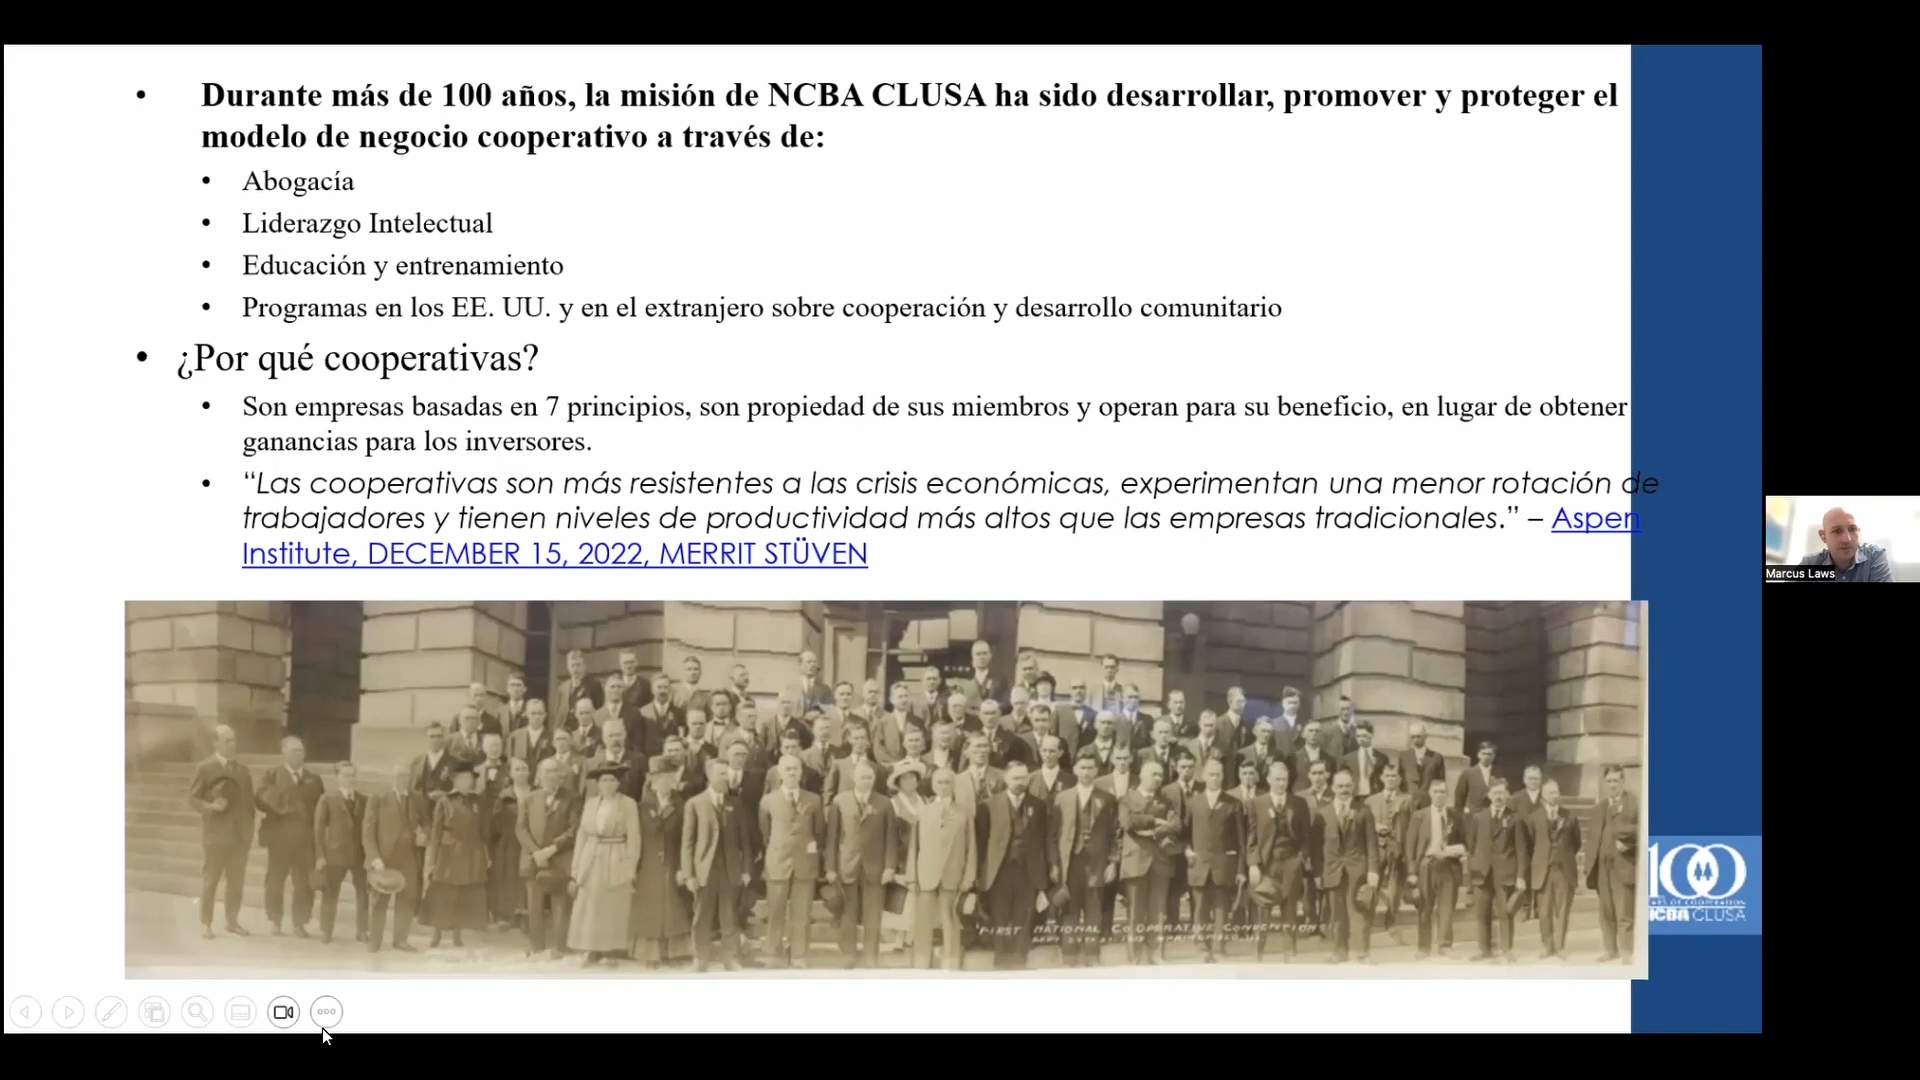 • Durante más de 100 años, la misión de NCBA CLUSA ha sido desarrollar, promover y proteger el
modelo de negocio cooperativo a través de:
• Abogacía
• Liderazgo Intelectual
• Educación y entrenamiento
• Programas en los EE. UU. y en el extranjero sobre cooperación y desarrollo comunitario
• ¿Por qué cooperativas?
• Son empresas basadas en 7 principios, son propiedad de sus miembros y operan para su beneficio, en lugar de obtener
ganancias para los inversores.
• “Las cooperativas son más resistentes a las crisis económicas, experimentan una menor rotación de
trabajadores y tienen niveles de productividad más altos que las empresas tradicionales.” – Aspen
Institute, DECEMBER 15, 2022, MERRIT STÜVEN
Marcus Laws
'FIRST NATIONAL CO-OPERATIVE CONVENTION'
100
OF COOPERATION
NCBA CLUSA